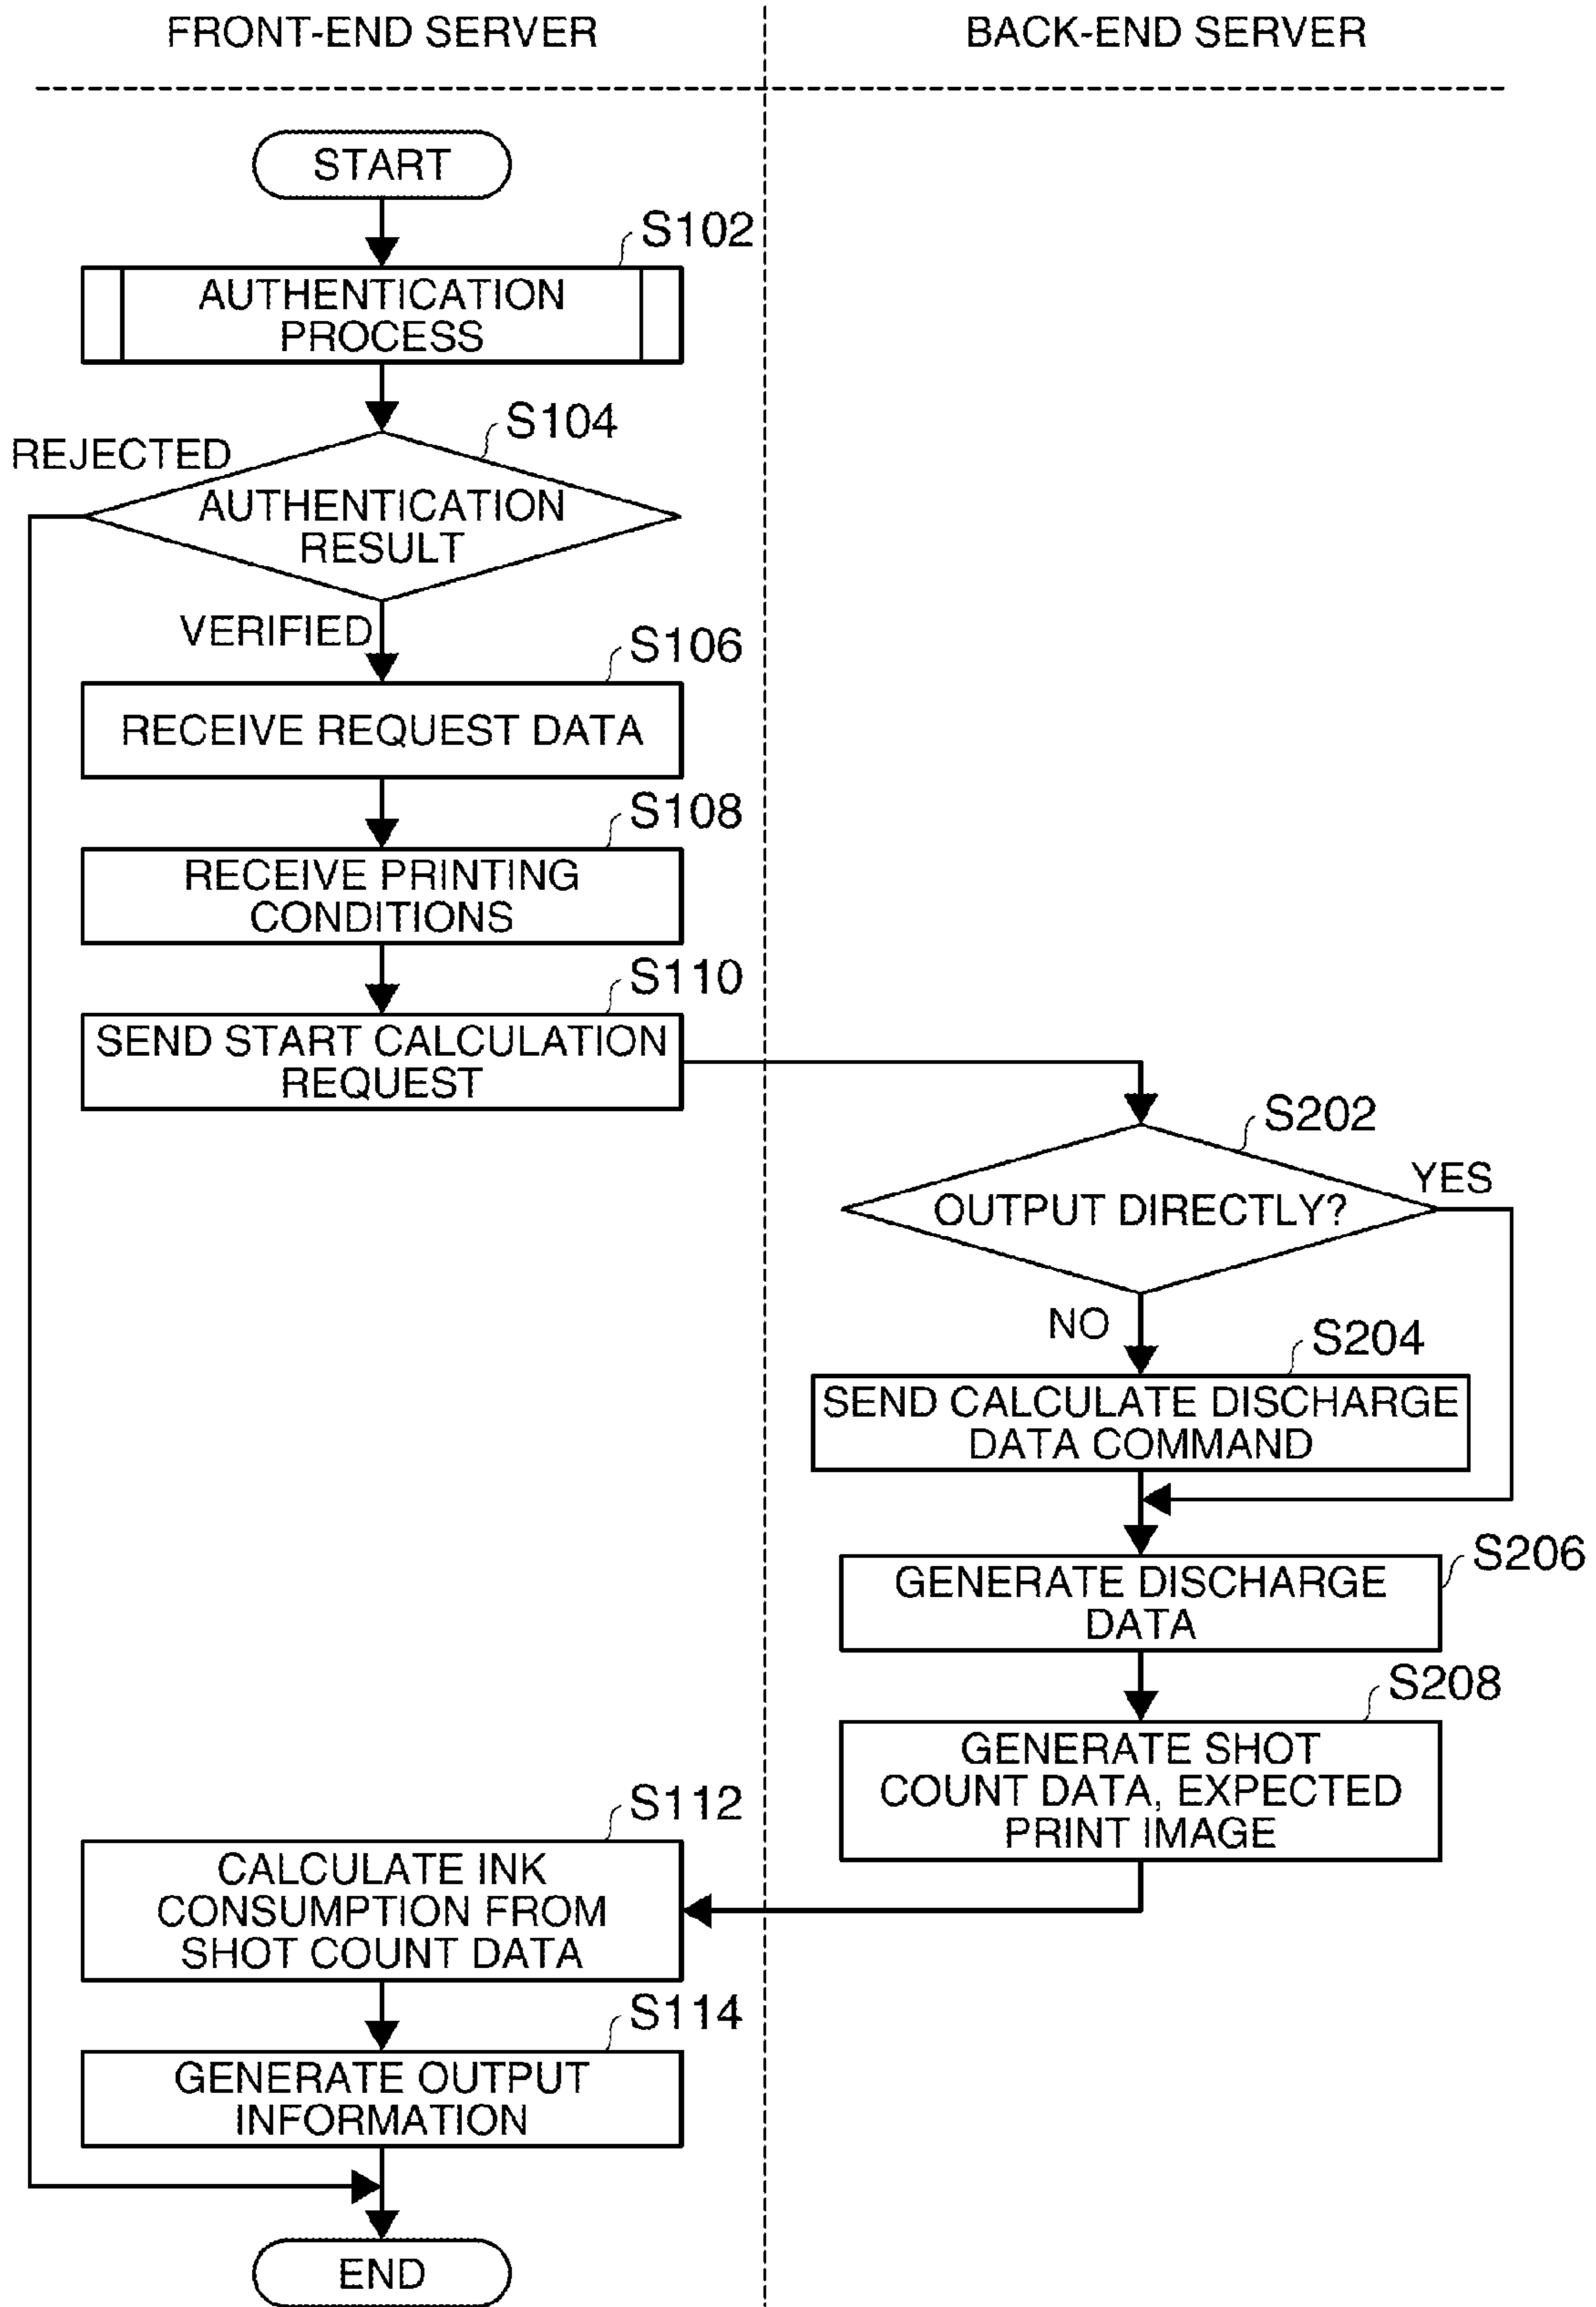 FRONT-END SERVER
BACK-END SERVER
START
S102
AUTHENTICATION
PROCESS
S104
REJECTED
AUTHENTICATION
RESULT
VERIFIED
S106
RECEIVE REQUEST DATA
S108
RECEIVE PRINTING
CONDITIONS
S110
SEND START CALCULATION
REQUEST
S202
YES
OUTPUT DIRECTLY?
NO
S204
SEND CALCULATE DISCHARGE
DATA COMMAND
S206
GENERATE DISCHARGE
DATA
S208
GENERATE SHOT
COUNT DATA, EXPECTED
PRINT IMAGE
S112
CALCULATE INK
CONSUMPTION FROM
SHOT COUNT DATA
S114
GENERATE OUTPUT
INFORMATION
END